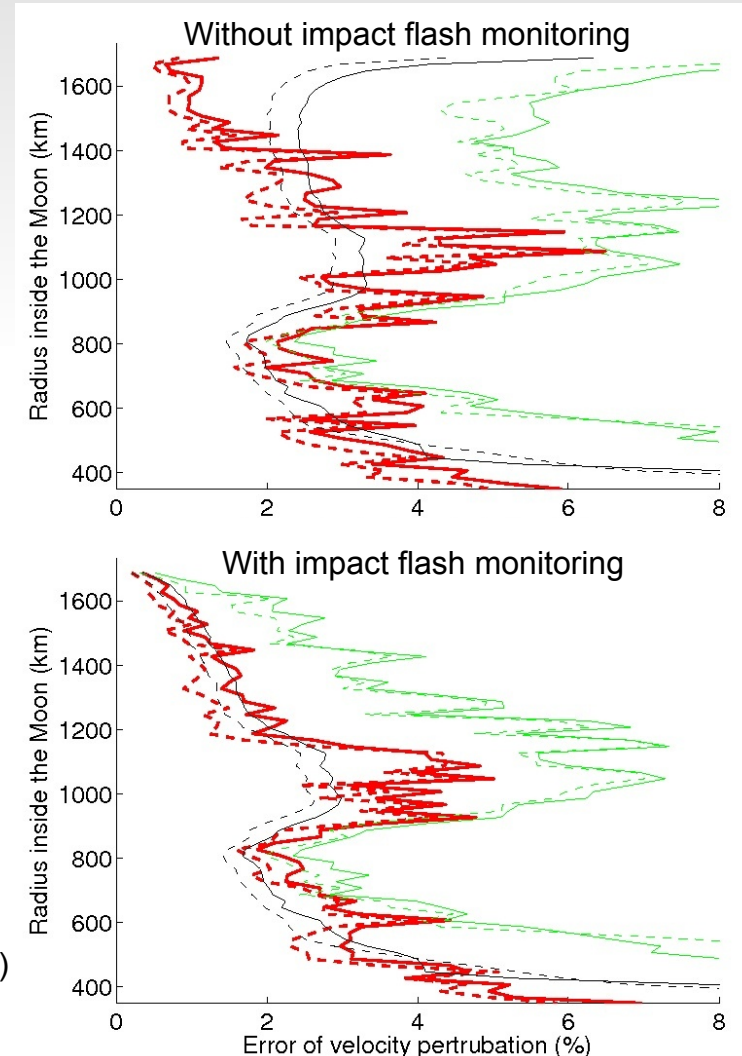 Without impact flash monitoring
Radius inside the Moon (km)
1600
1400
1200
1000
800
600
400
0 2 4 6 8
With impact flash monitoring
Radius inside the Moon (km)
1600
1400
1200
1000
800
600
400
)
0 2 4 6 8
Error of velocity pertrubation (%)